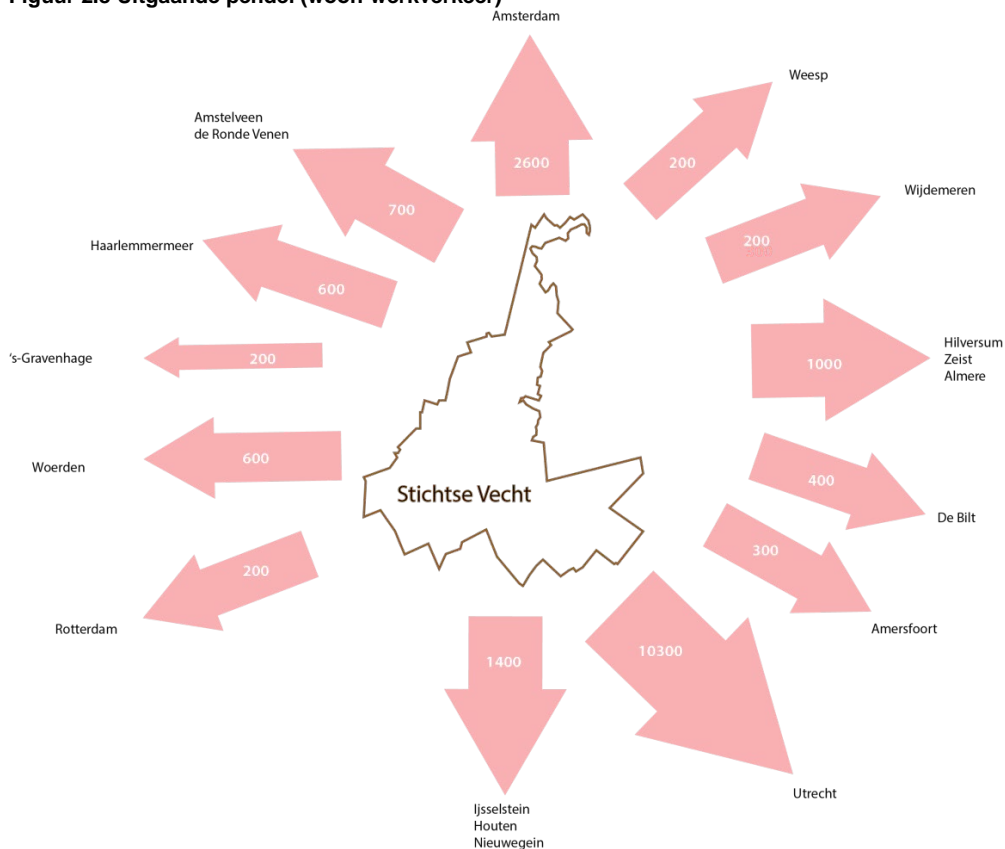 Amsterdam
2600
Weesp
200
Amstelveen
de Ronde Venen
700
Wijdemeren
200
Haarlemmermeer
600
's-Gravenhage
200
Hilversum
Zeist
Almere
1000
Woerden
600
Stichtse Vecht
400
De Bilt
300
Amersfoort
Rotterdam
200
1400
Ijsselstein
Houten
Nieuwegein
10300
Utrecht